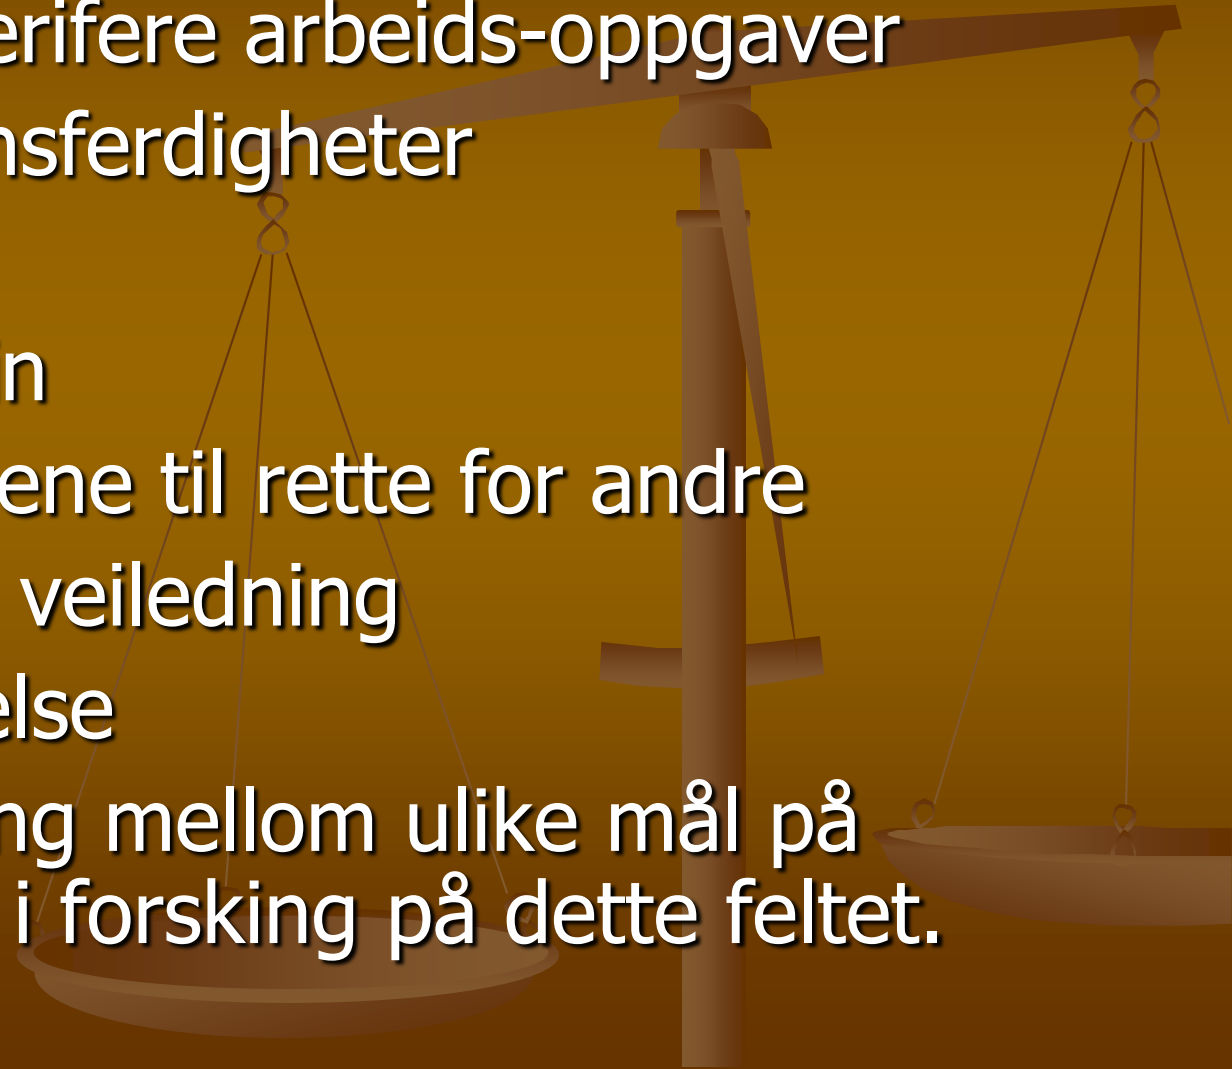 erifere arbeids-oppgaver
nsferdigheter
in
ene til rette for andre
veiledning
else
ng mellom ulike mål på
i forsking på dette feltet.